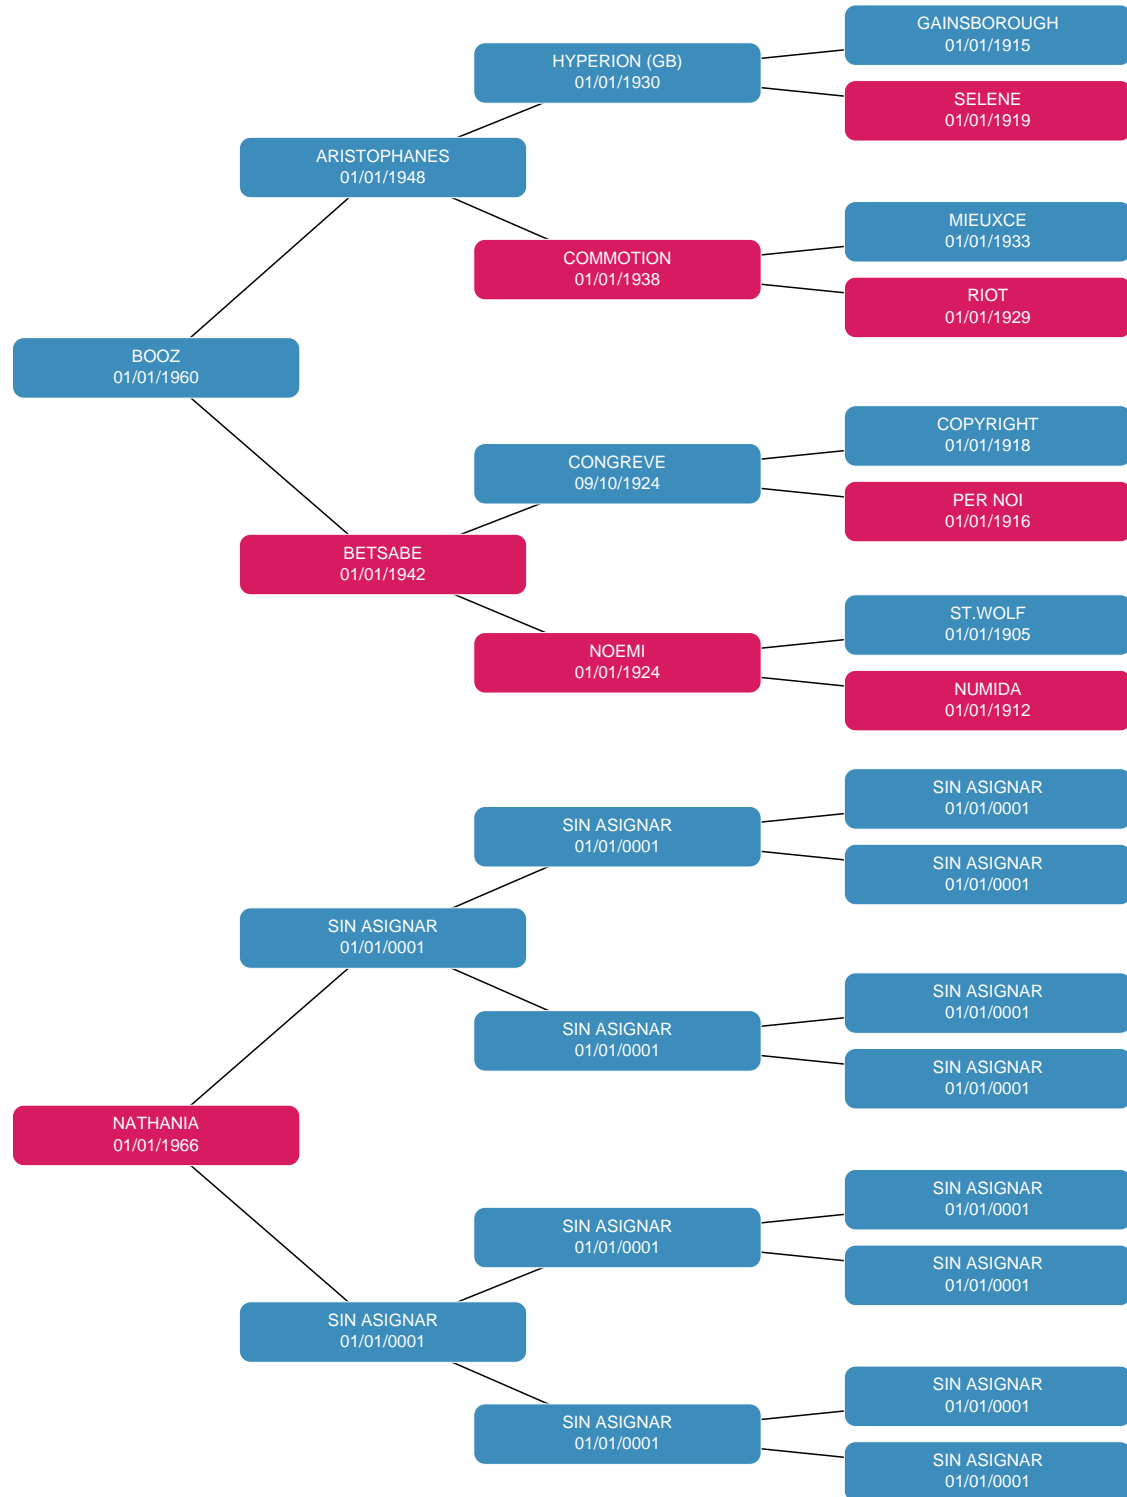 GAINSBOROUGH
01/01/1915
HYPERION (GB)
01/01/1930
SELENE
01/01/1919
ARISTOPHANES
01/01/1948
MIEUXCE
01/01/1933
COMMOTION
01/01/1938
RIOT
01/01/1929
BOOZ
01/01/1960
COPYRIGHT
01/01/1918
CONGREVE
09/10/1924
PER NOI
01/01/1916
BETSABE
01/01/1942
ST.WOLF
01/01/1905
NOEMI
01/01/1924
NUMIDA
01/01/1912
SIN ASIGNAR
01/01/0001
SIN ASIGNAR
01/01/0001
SIN ASIGNAR
01/01/0001
SIN ASIGNAR
01/01/0001
SIN ASIGNAR
01/01/0001
SIN ASIGNAR
01/01/0001
SIN ASIGNAR
01/01/0001
NATHANIA
01/01/1966
SIN ASIGNAR
01/01/0001
SIN ASIGNAR
01/01/0001
SIN ASIGNAR
01/01/0001
SIN ASIGNAR
01/01/0001
SIN ASIGNAR
01/01/0001
SIN ASIGNAR
01/01/0001
SIN ASIGNAR
01/01/0001